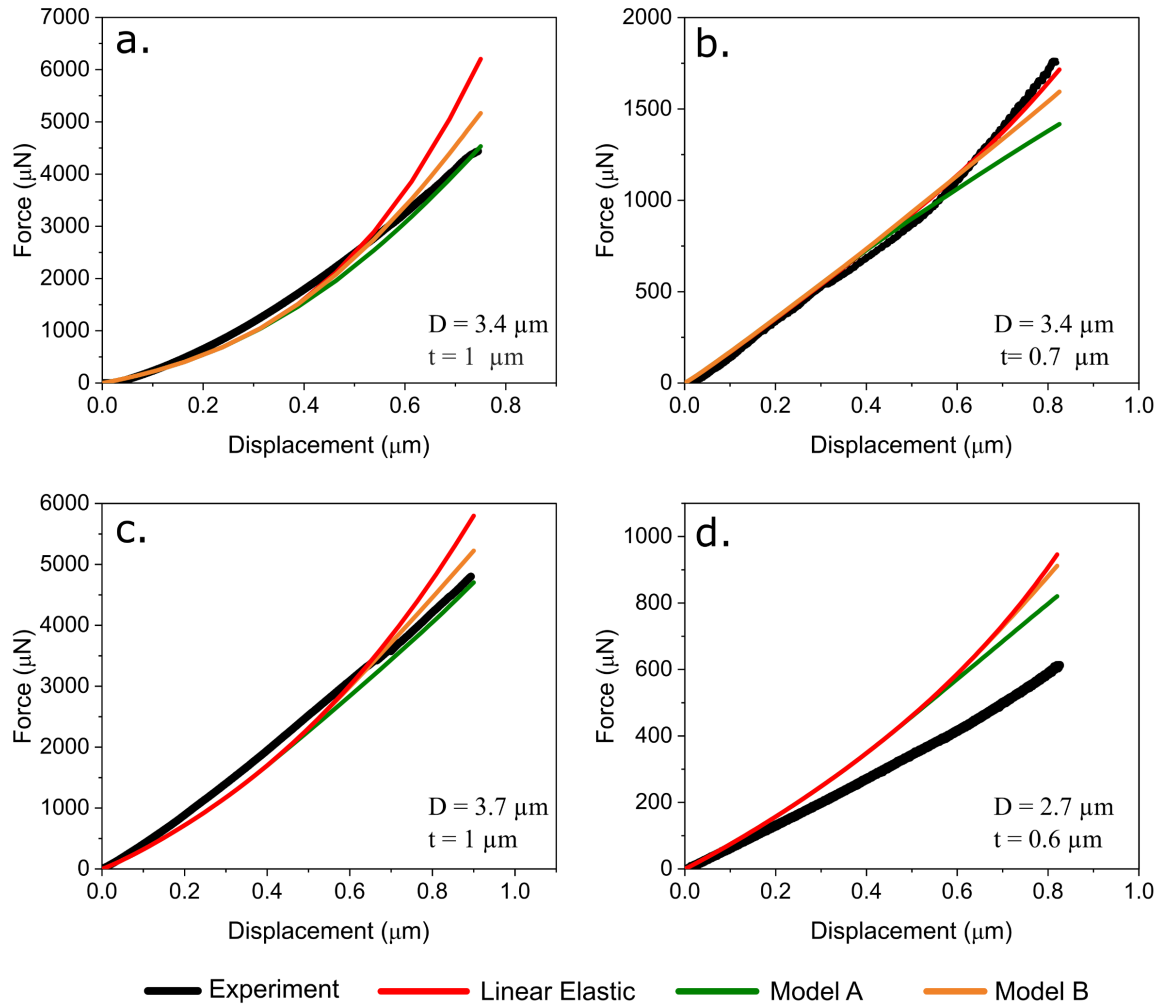 a.
7000
6000
5000
4000
3000
2000
1000
0
Force (µN)
0.0 0.2 0.4 0.6 0.8
Displacement (µm)
D = 3.4 µm
t = 1 µm
b.
2000
1500
1000
500
0
Force (µN)
0.0 0.2 0.4 0.6 0.8 1.0
Displacement (µm)
D = 3.4 µm
t= 0.7 µm
c.
6000
5000
4000
3000
2000
1000
0
Force (µN)
0.0 0.2 0.4 0.6 0.8 1.0
Displacement (µm)
D = 3.7 µm
t = 1 µm
d.
1000
800
600
400
200
0
Force (µN)
0.0 0.2 0.4 0.6 0.8 1.0
Displacement (µm)
D = 2.7 µm
t = 0.6 µm
Experiment Linear Elastic Model A Model B